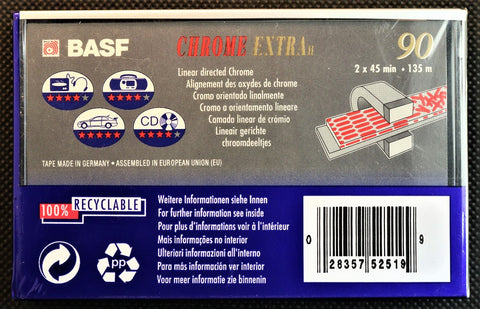 BASF
CHROME EXTRA II
90
2 x 45 min • 135 m
Linear directed Chrome
Alignement des oxydes de chrome
Cromo orientado linalmente
Cromo a orientamento lineare
Camada linear de crómio
Lineair gerichte
chroomdeeltjes
CD
TAPE MADE IN GERMANY • ASSEMBLED IN EUROPEAN UNION (EU)
100% RECYCLABLE
Weitere Informationen siehe Innen
For further information see inside
Pour plus d'informations voir à l'intérieur
Mais informações no interior
Ulteriori informazioni all'interno
Para más información ver interior
Voor meer informatie zie binnenin
PP
0 28357 52519 9